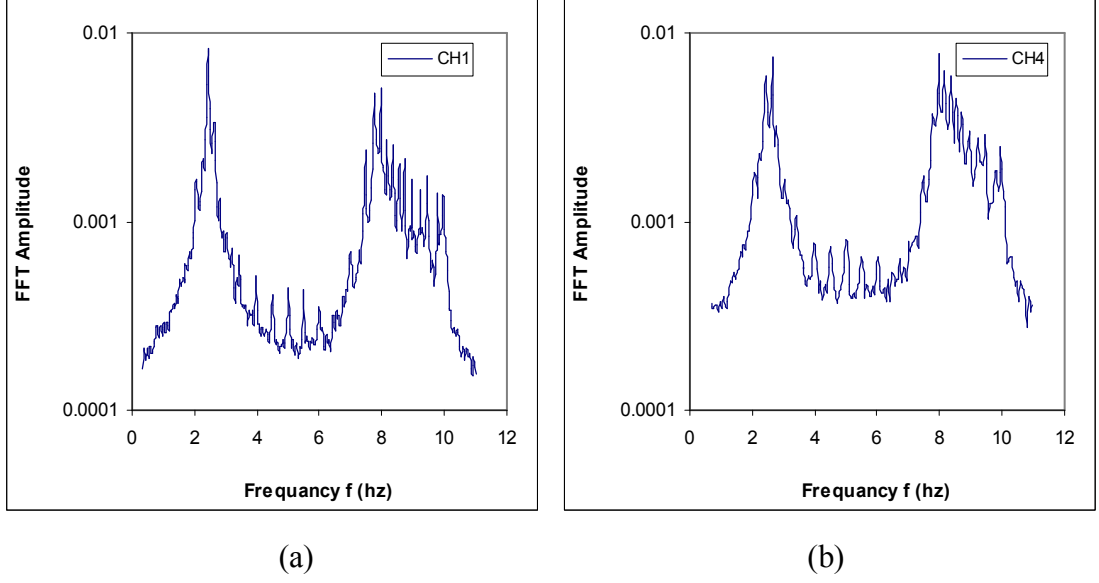 0.01
CH1
0.001
0.0001
FFT Amplitude
0 2 4 6 8 10 12
Frequancy f (hz)
(a)
0.01
CH4
0.001
0.0001
FFT Amplitude
0 2 4 6 8 10 12
Frequancy f (hz)
(b)